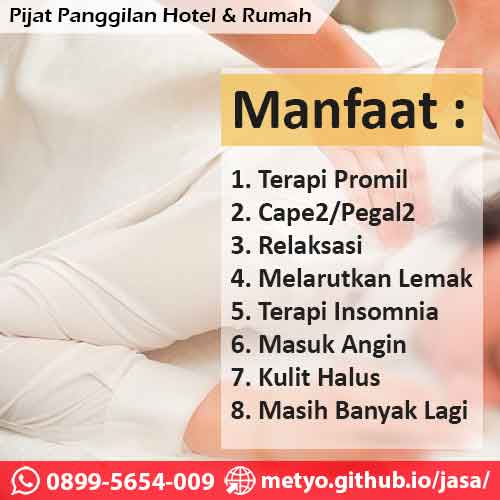 Pijat Panggilan Hotel & Rumah
Manfaat :
1. Terapi Promil
2. Cape2/Pegal2
3. Relaksasi
4. Melarutkan Lemak
5. Terapi Insomnia
6. Masuk Angin
7. Kulit Halus
8. Masih Banyak Lagi
0899-5654-009 metyo.github.io/jasa/